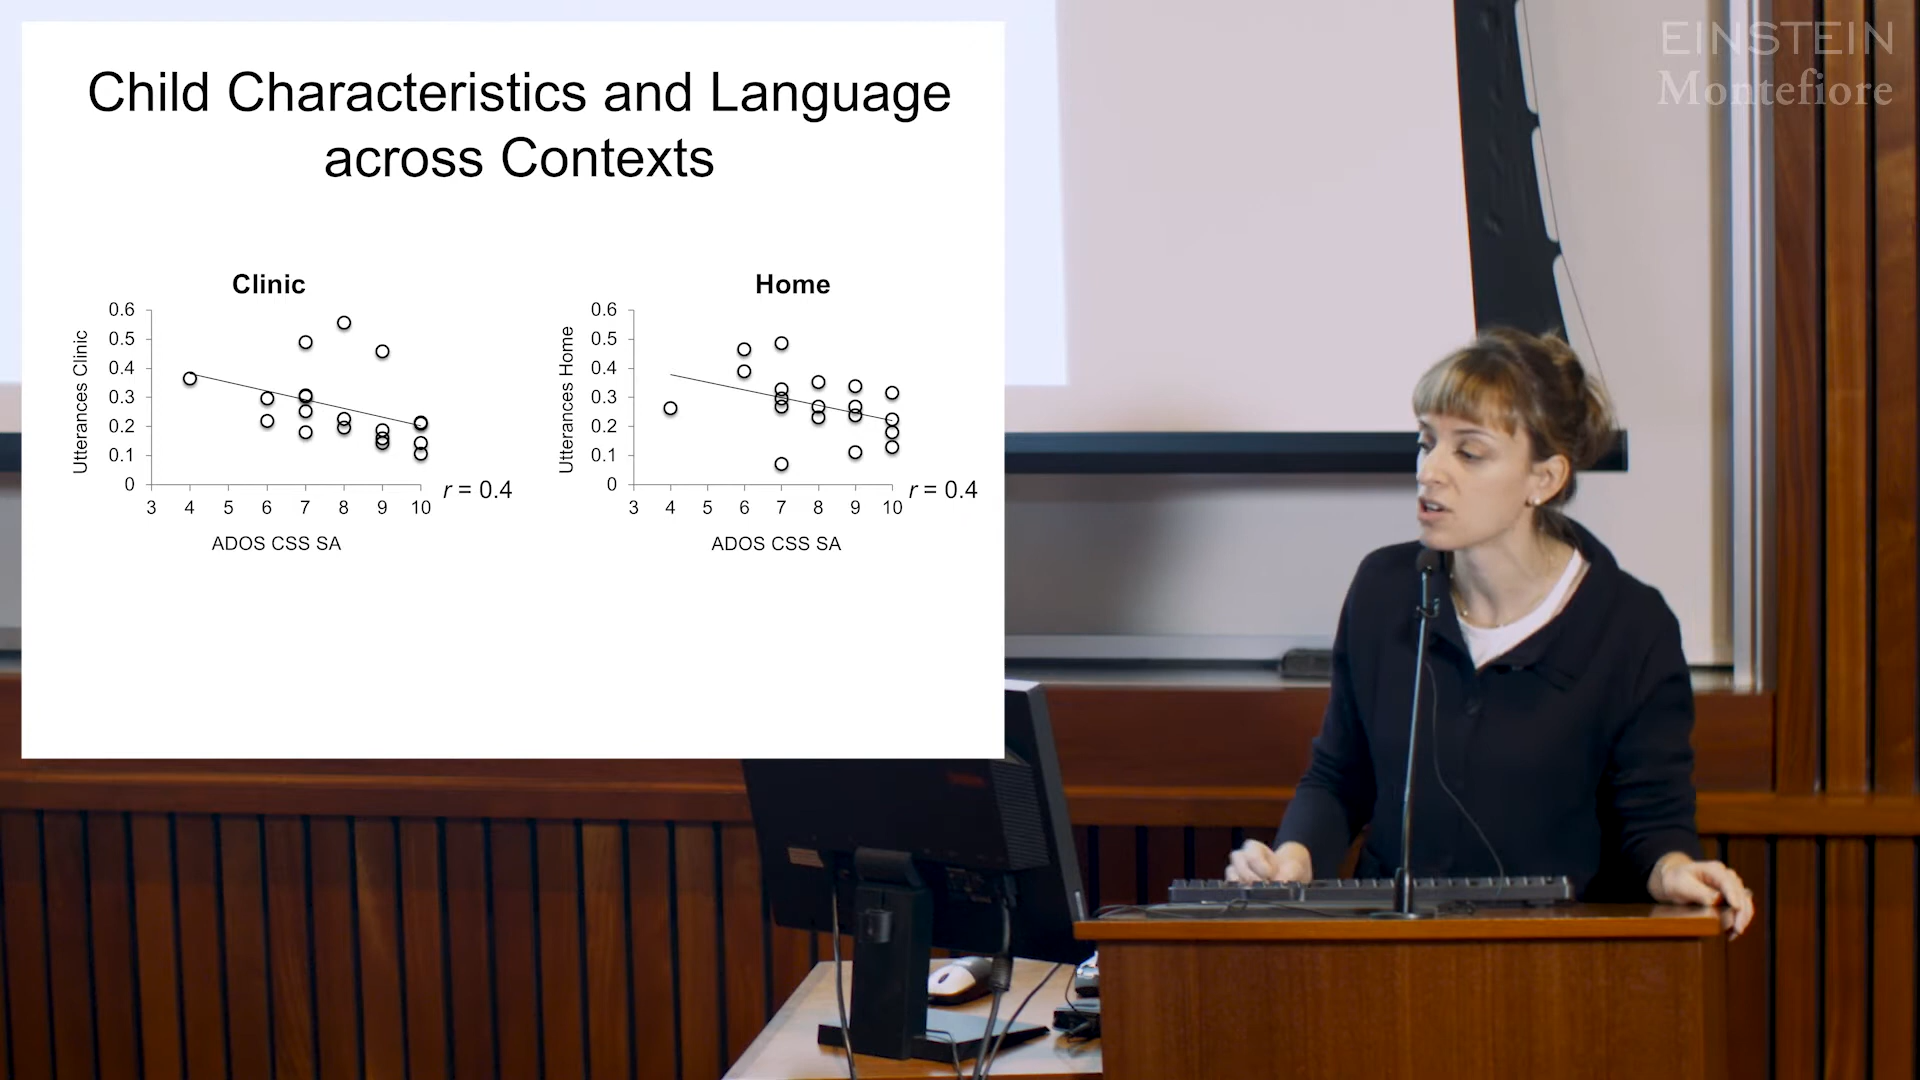 Child Characteristics and Language
across Contexts
Clinic
Utterances Clinic
0.6
0.5
0.4
0.3
0.2
0.1
0
3 4 5 6 7 8 9 10
r = 0.4
ADOS CSS SA
Home
Utterances Home
0.6
0.5
0.4
0.3
0.2
0.1
0
3 4 5 6 7 8 9 10
r = 0.4
ADOS CSS SA
EINSTEIN
Montefiore